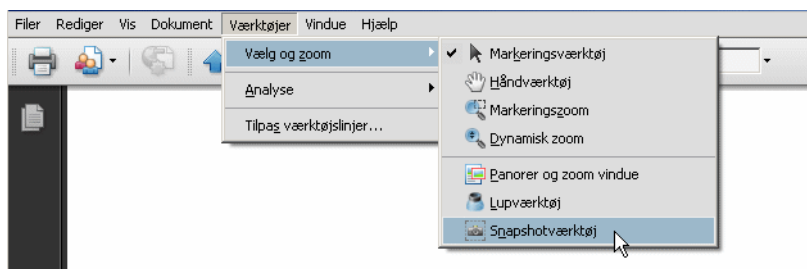 Filer Rediger Vis Dokument Værktøjer Vindue Hjælp
Vælg og zoom
Analyse
Tilpas værktøjslinjer...
Markeringsværktøj
Håndværktøj
Markeringszoom
Dynamisk zoom
Panorer og zoom vindue
Lupværktøj
Snapshotværktøj